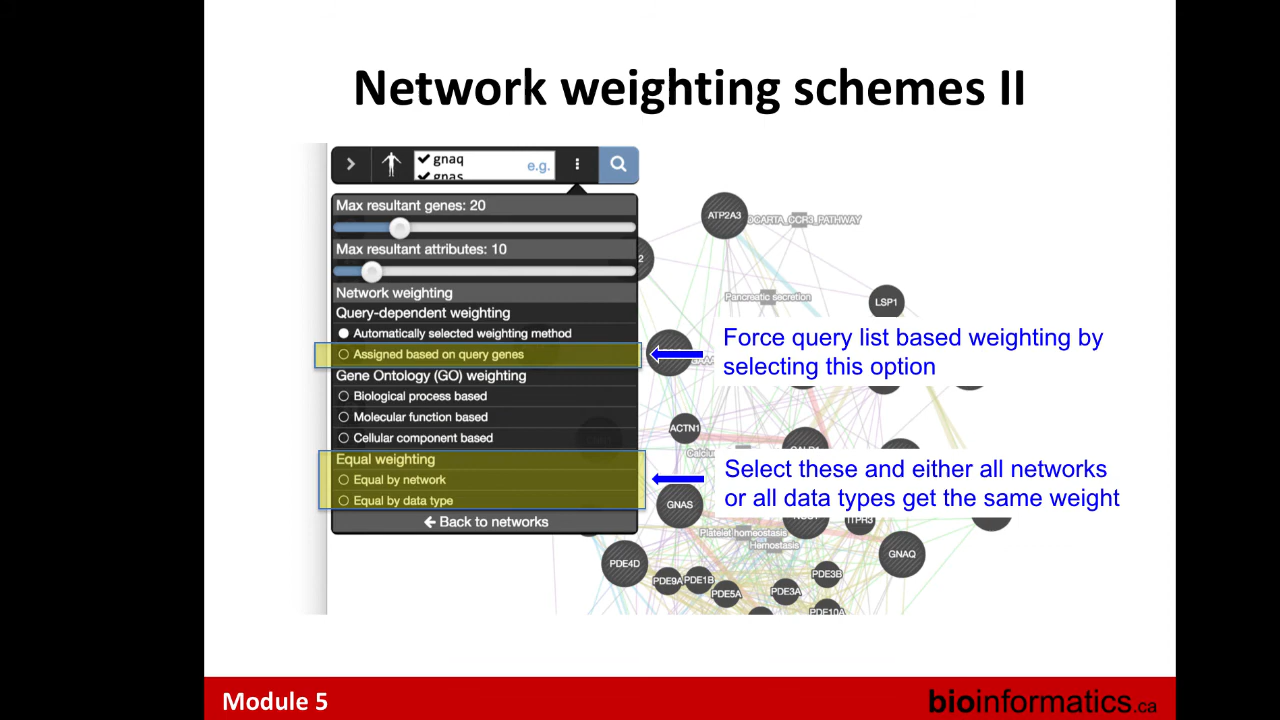 Network weighting schemes II
gnaq
gnas
e.g.
Max resultant genes: 20
Max resultant attributes: 10
Network weighting
Query-dependent weighting
Automatically selected weighting method
Assigned based on query genes
Gene Ontology (GO) weighting
Biological process based
Molecular function based
Cellular component based
Equal weighting
Equal by network
Equal by data type
Back to networks
Force query list based weighting by
selecting this option
Select these and either all networks
or all data types get the same weight
ATP2A3
Pancreatic secretion
LSP1
ACTN1
GNAS
ITPR3
Platelet homeostasis
Hemostasis
GNAQ
PDE4D
PDE9A
PDE1B
PDE5A
PDE3B
PDE3A
PDE10A
Module 5
bioinformatics.ca